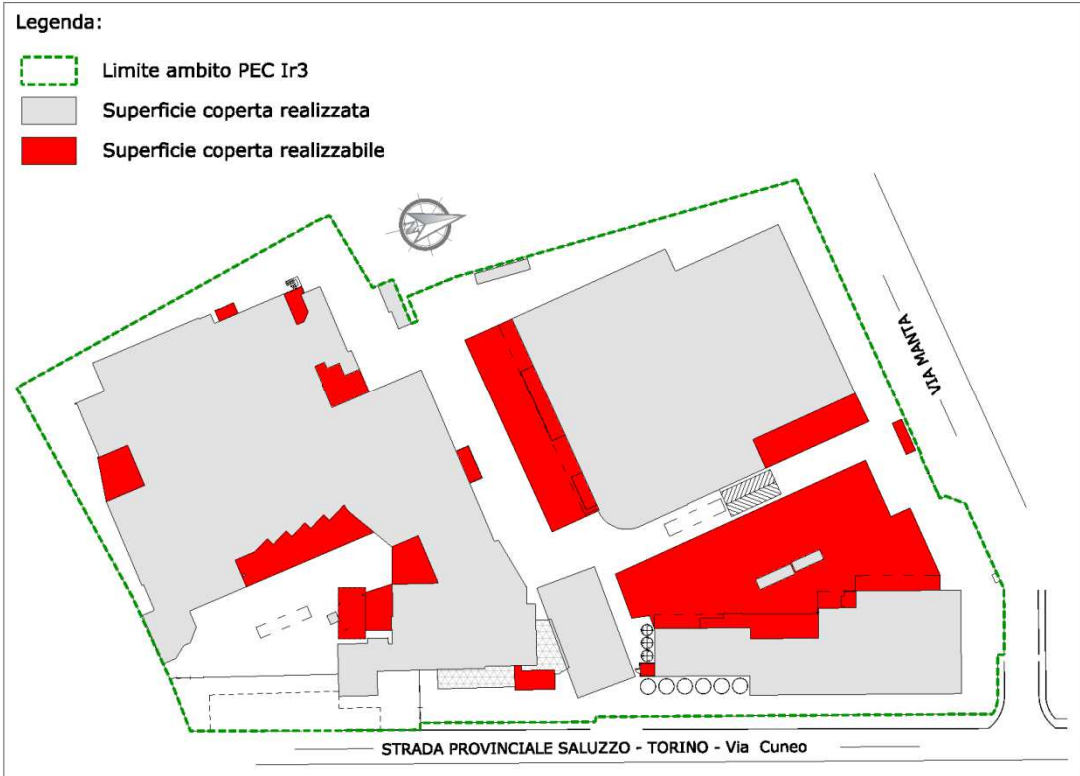 Legenda:
Limite ambito PEC Ir3
Superficie coperta realizzata
Superficie coperta realizzabile
VIA MANTA
STRADA PROVINCIALE SALUZZO - TORINO - Via Cuneo